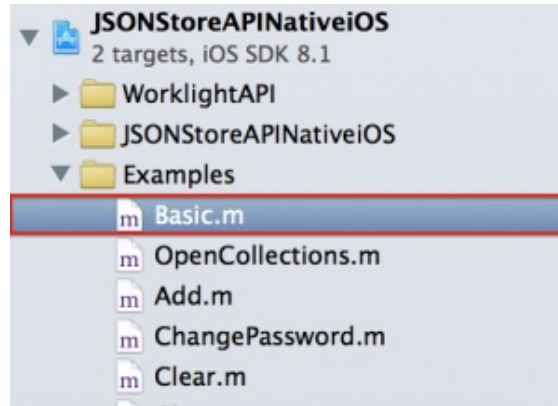 JSONStoreAPINativeiOS
2 targets, iOS SDK 8.1
WorklightAPI
JSONStoreAPINativeiOS
Examples
m Basic.m
m OpenCollections.m
m Add.m
m ChangePassword.m
m Clear.m